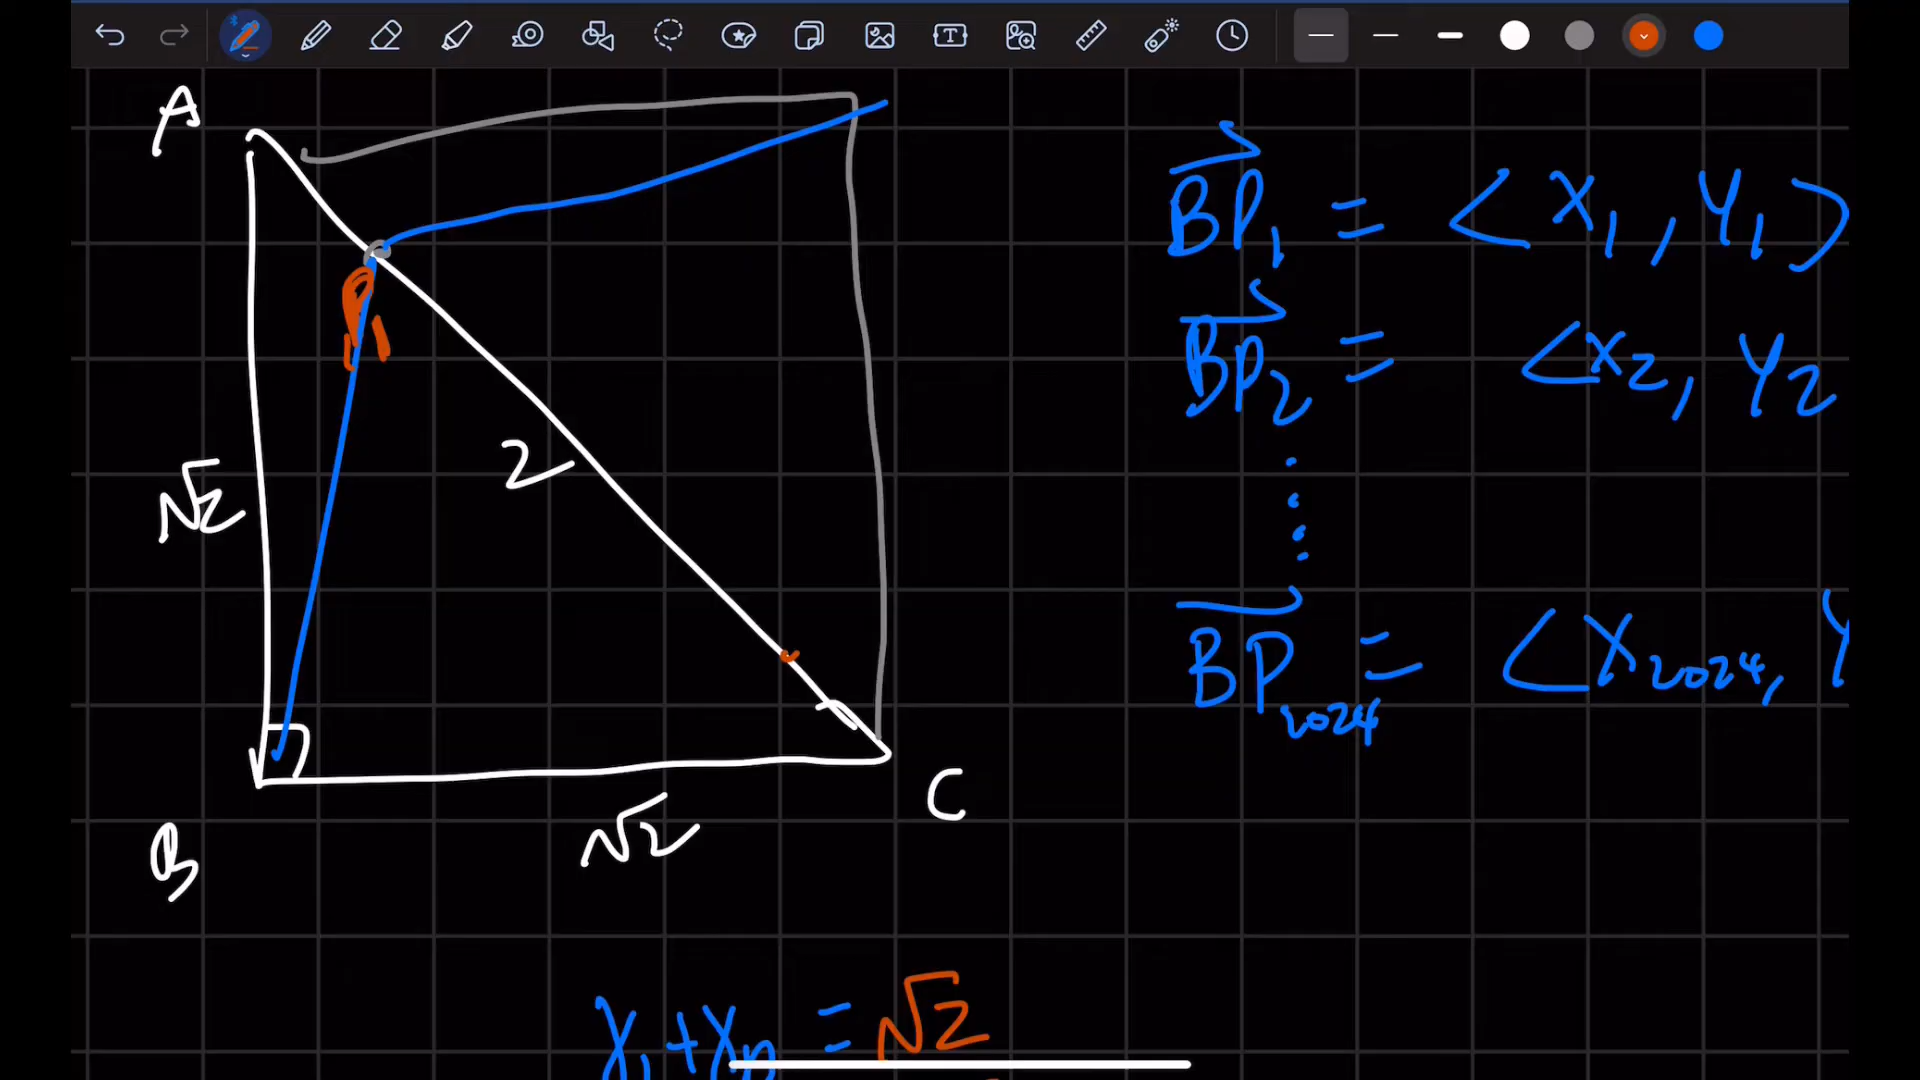 A
P₁
2
√2
B
√2
C
BP₁ = <X₁, Y₁>
BP₂ = <X₂, Y₂
BP₂₀₂₄ = <X₂₀₂₄, Y
X₁ + Xₙ = √2